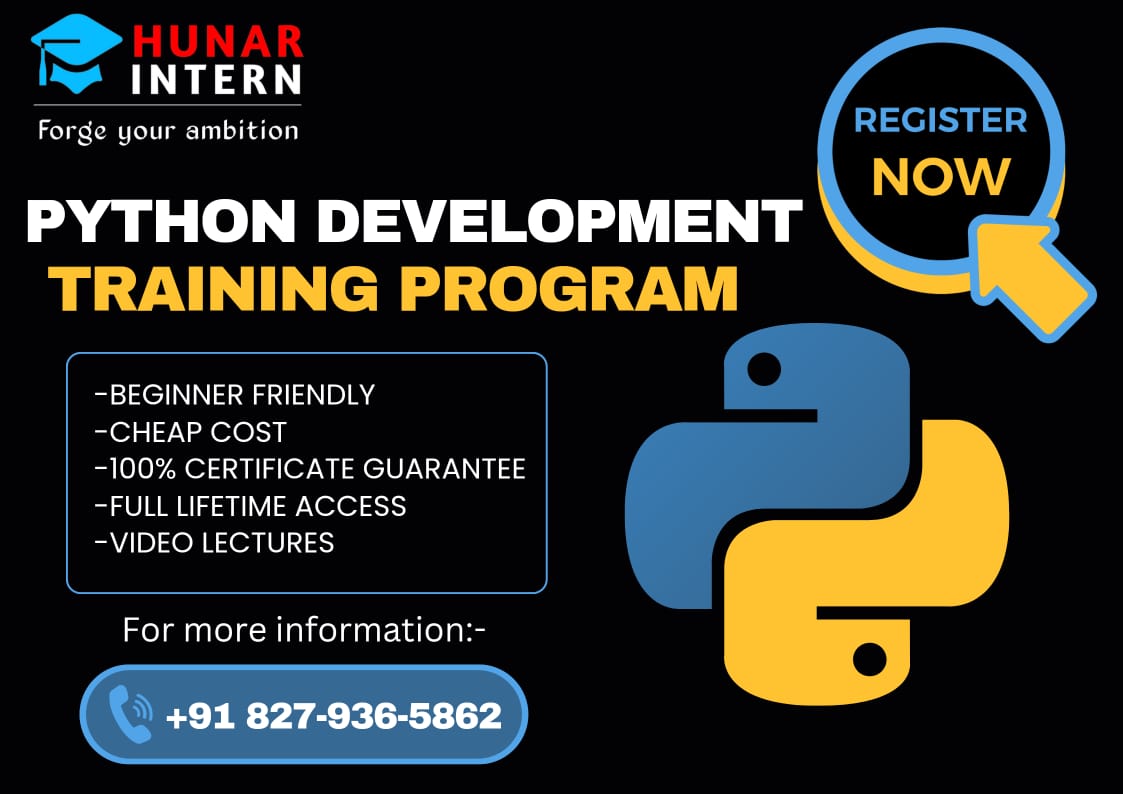 HUNAR
INTERN
Forge your ambition
REGISTER
NOW
PYTHON DEVELOPMENT
TRAINING PROGRAM
-BEGINNER FRIENDLY
-CHEAP COST
-100% CERTIFICATE GUARANTEE
-FULL LIFETIME ACCESS
-VIDEO LECTURES
For more information:-
+91 827-936-5862